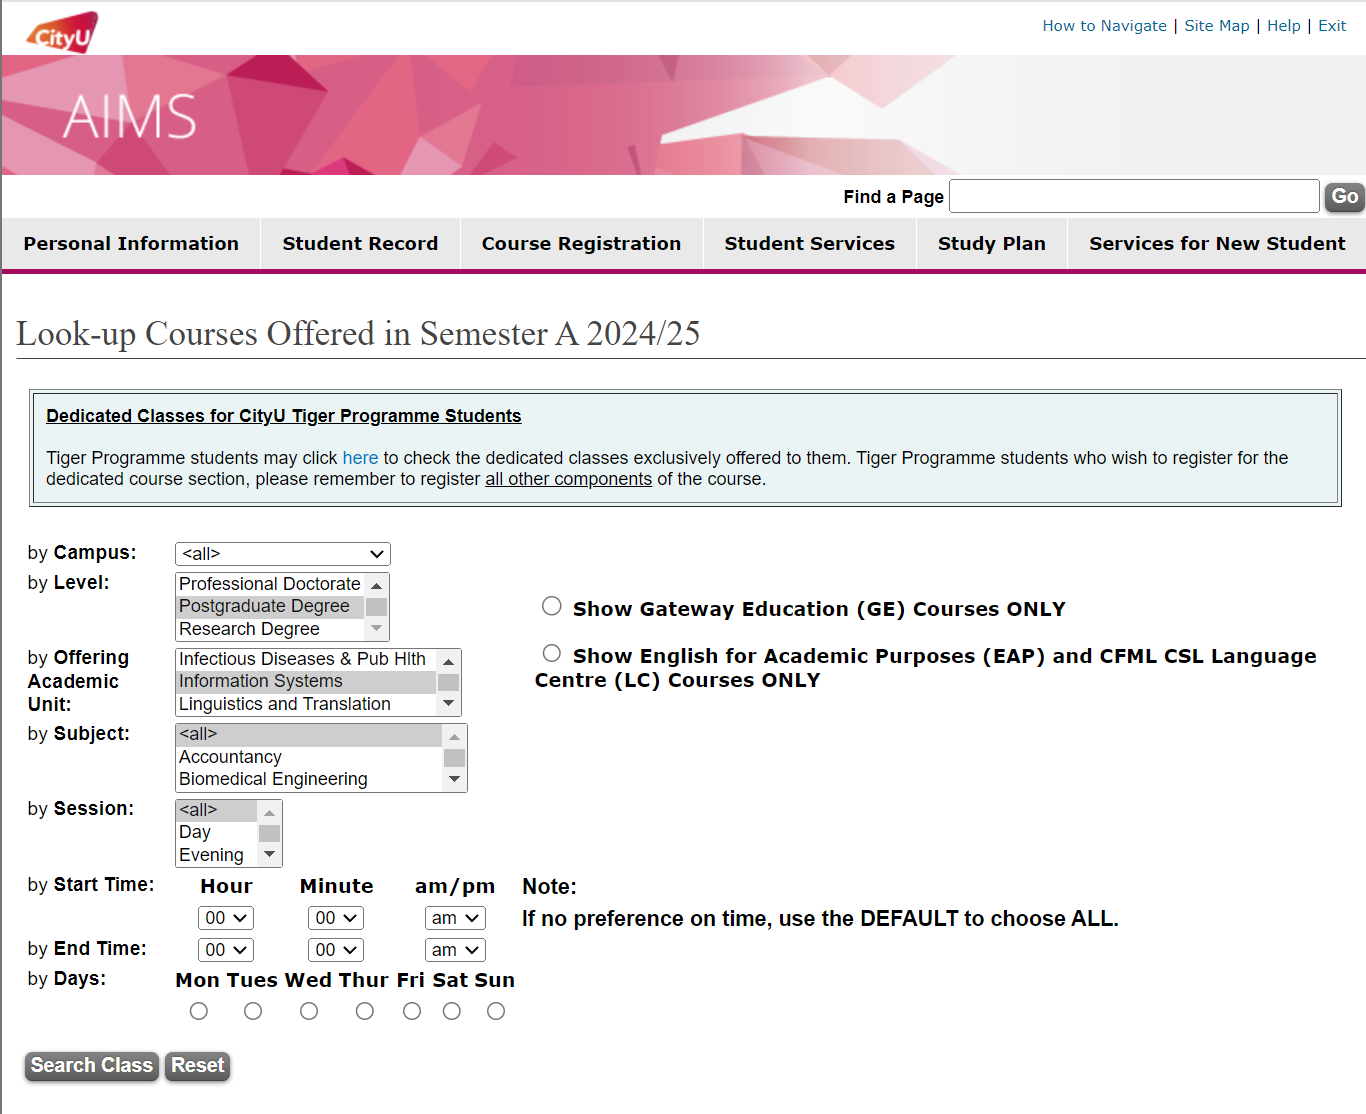 CityU
How to Navigate | Site Map | Help | Exit
AIMS
Find a Page Go
Personal Information Student Record Course Registration Student Services Study Plan Services for New Student
Look-up Courses Offered in Semester A 2024/25
Dedicated Classes for CityU Tiger Programme Students
Tiger Programme students may click here to check the dedicated classes exclusively offered to them. Tiger Programme students who wish to register for the
dedicated course section, please remember to register all other components of the course.
by Campus: <all>
by Level: Professional Doctorate
Postgraduate Degree
Research Degree
Show Gateway Education (GE) Courses ONLY
by Offering
Academic
Unit:
Infectious Diseases & Pub Hlth
Information Systems
Linguistics and Translation
Show English for Academic Purposes (EAP) and CFML CSL Language
Centre (LC) Courses ONLY
by Subject: <all>
Accountancy
Biomedical Engineering
by Session: <all>
Day
Evening
by Start Time: Hour Minute am/pm Note:
00 00 am If no preference on time, use the DEFAULT to choose ALL.
by End Time: 00 00 am
by Days: Mon Tues Wed Thur Fri Sat Sun
Search Class Reset